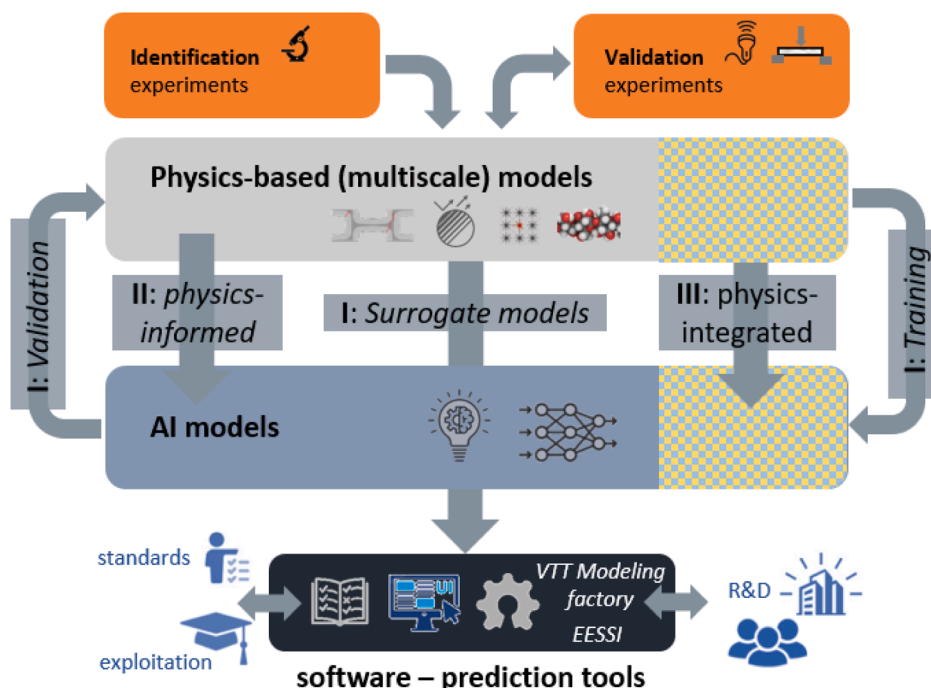 Identification
experiments
Validation
experiments
Physics-based (multiscale) models
I: Validation
II: physics-
informed
I: Surrogate models
III: physics-
integrated
I: Training
AI models
standards
exploitation
UI
VTT Modeling
factory
EESSI
R&D
software – prediction tools